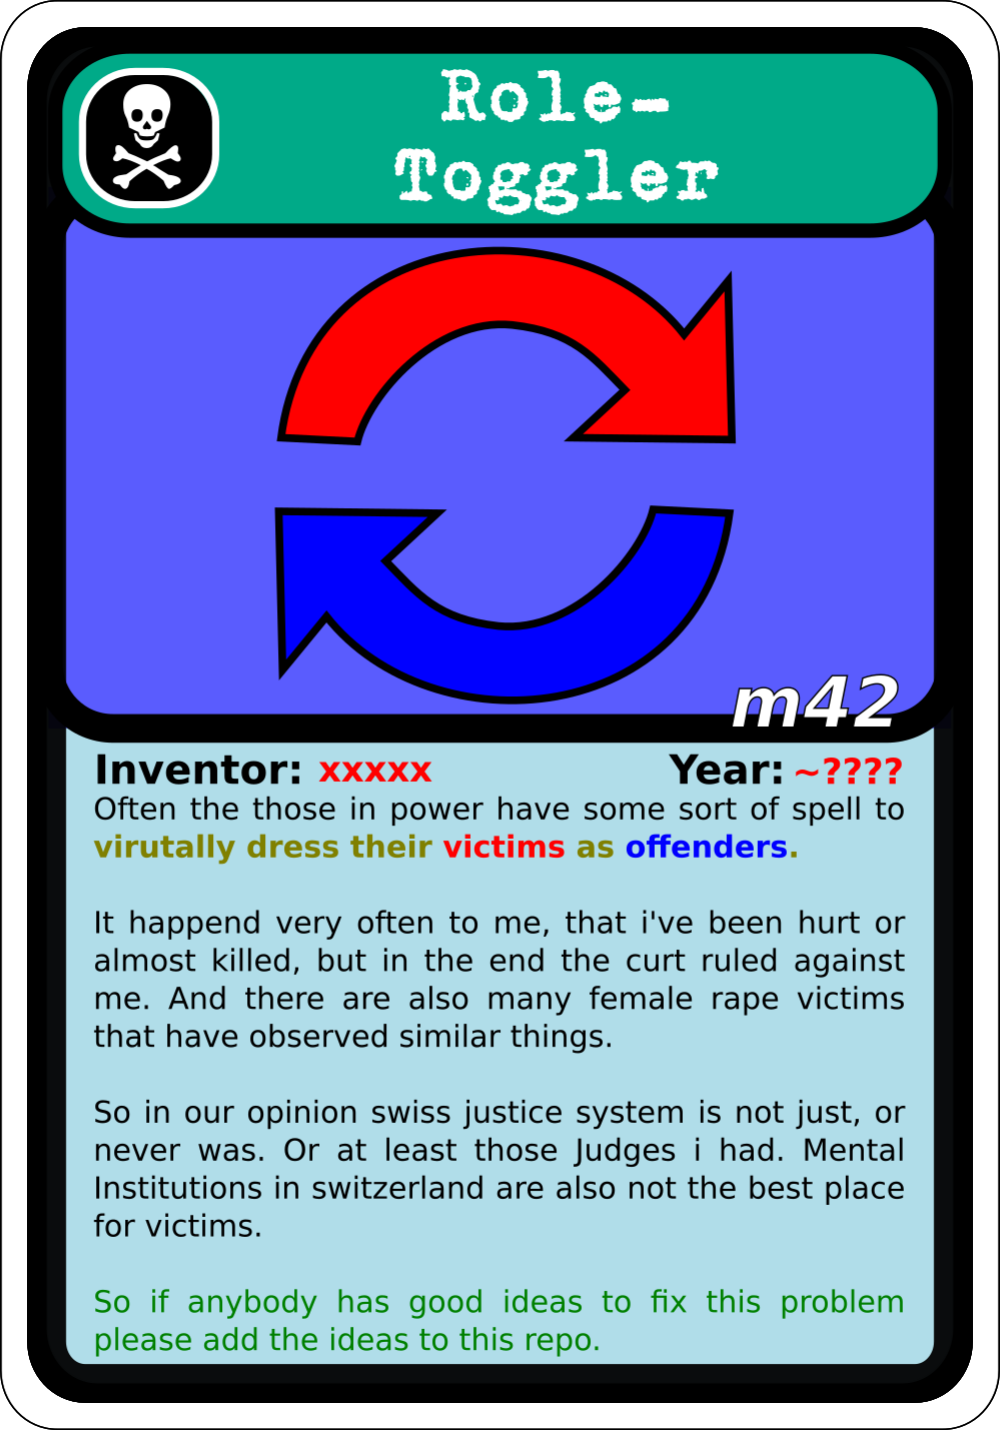 Role-
Toggler
m42
Inventor: xxxxx Year: ~????
Often the those in power have some sort of spell to
virutally dress their victims as offenders.
It happend very often to me, that i've been hurt or
almost killed, but in the end the curt ruled against
me. And there are also many female rape victims
that have observed similar things.
So in our opinion swiss justice system is not just, or
never was. Or at least those Judges i had. Mental
Institutions in switzerland are also not the best place
for victims.
So if anybody has good ideas to fix this problem
please add the ideas to this repo.